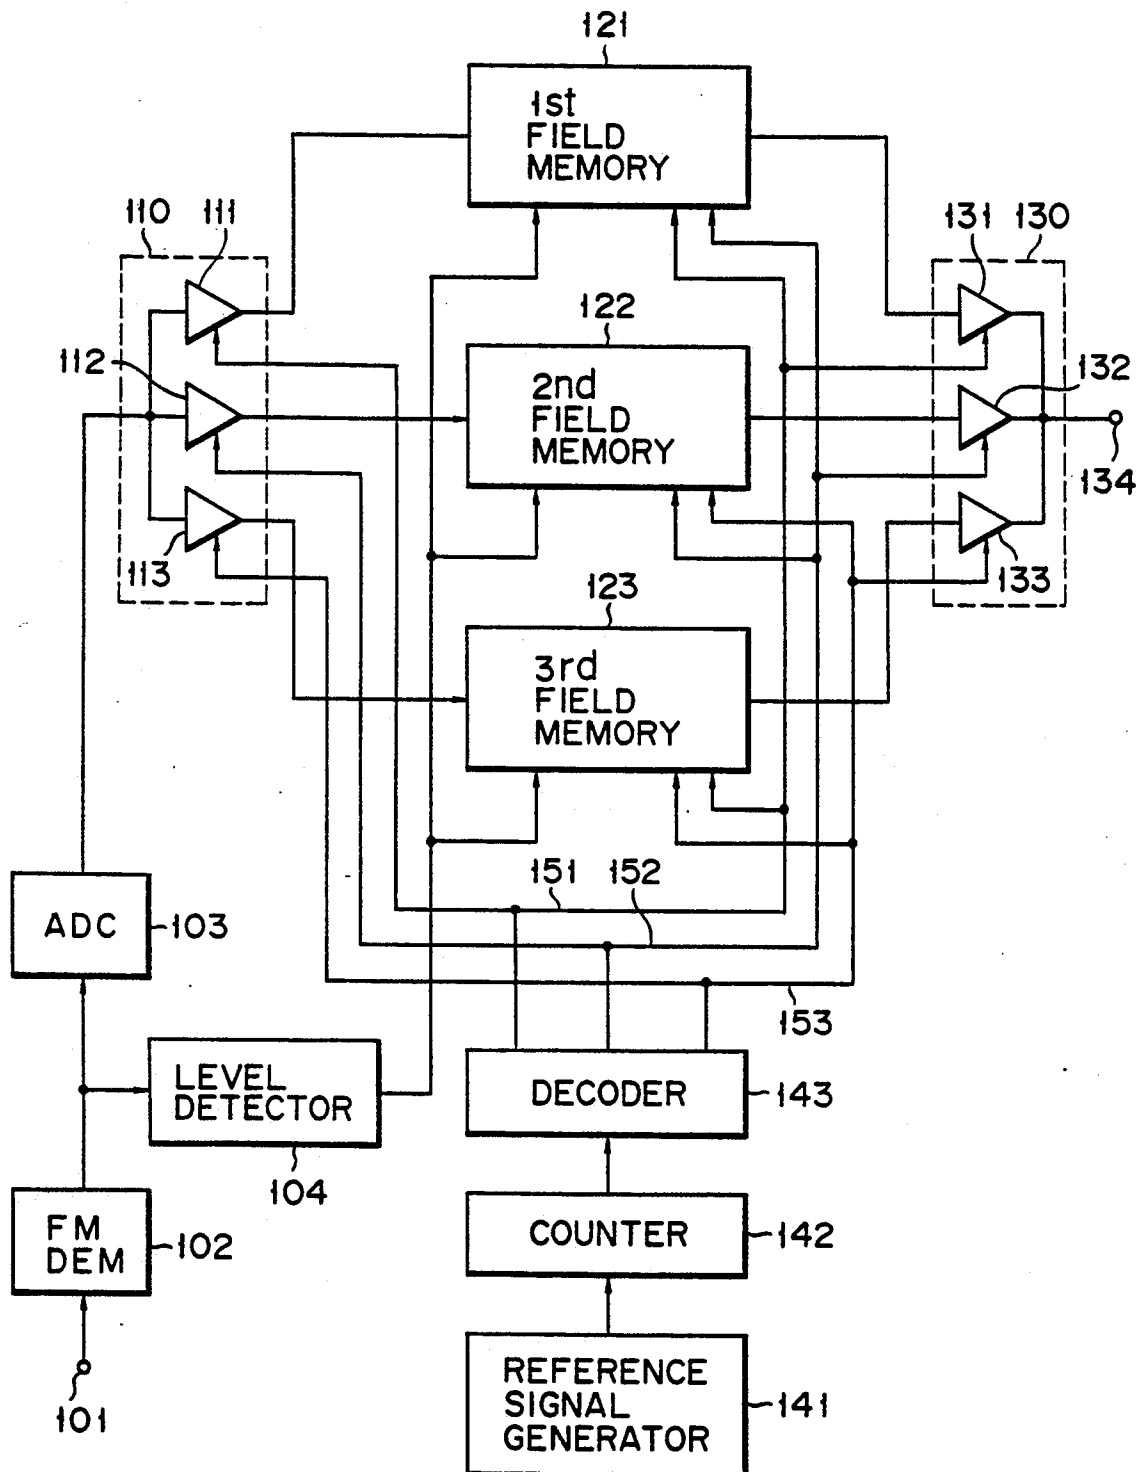 121
1st
FIELD
MEMORY
110
111
131
130
122
112
2nd
FIELD
MEMORY
132
134
113
133
123
3rd
FIELD
MEMORY
151
152
ADC
103
153
LEVEL
DETECTOR
DECODER
143
104
FM
DEM
102
COUNTER
142
REFERENCE
SIGNAL
GENERATOR
141
101